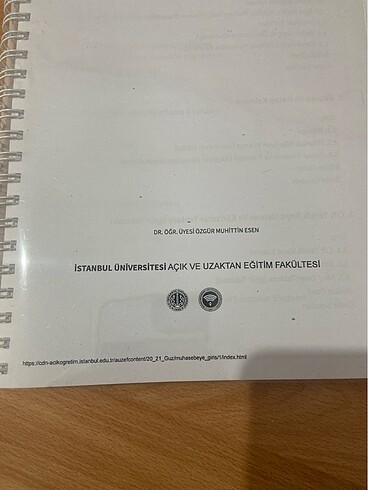 DR. ÖĞR. ÜYESİ ÖZGÜR MUHİTTİN ESEN
İSTANBUL ÜNİVERSİTESİ AÇIK VE UZAKTAN EĞİTİM FAKÜLTESİ
https://cdn-acikogretim.istanbul.edu.tr/auzefcontent/20_21_Guz/muhasebeye_giris/1/index.html